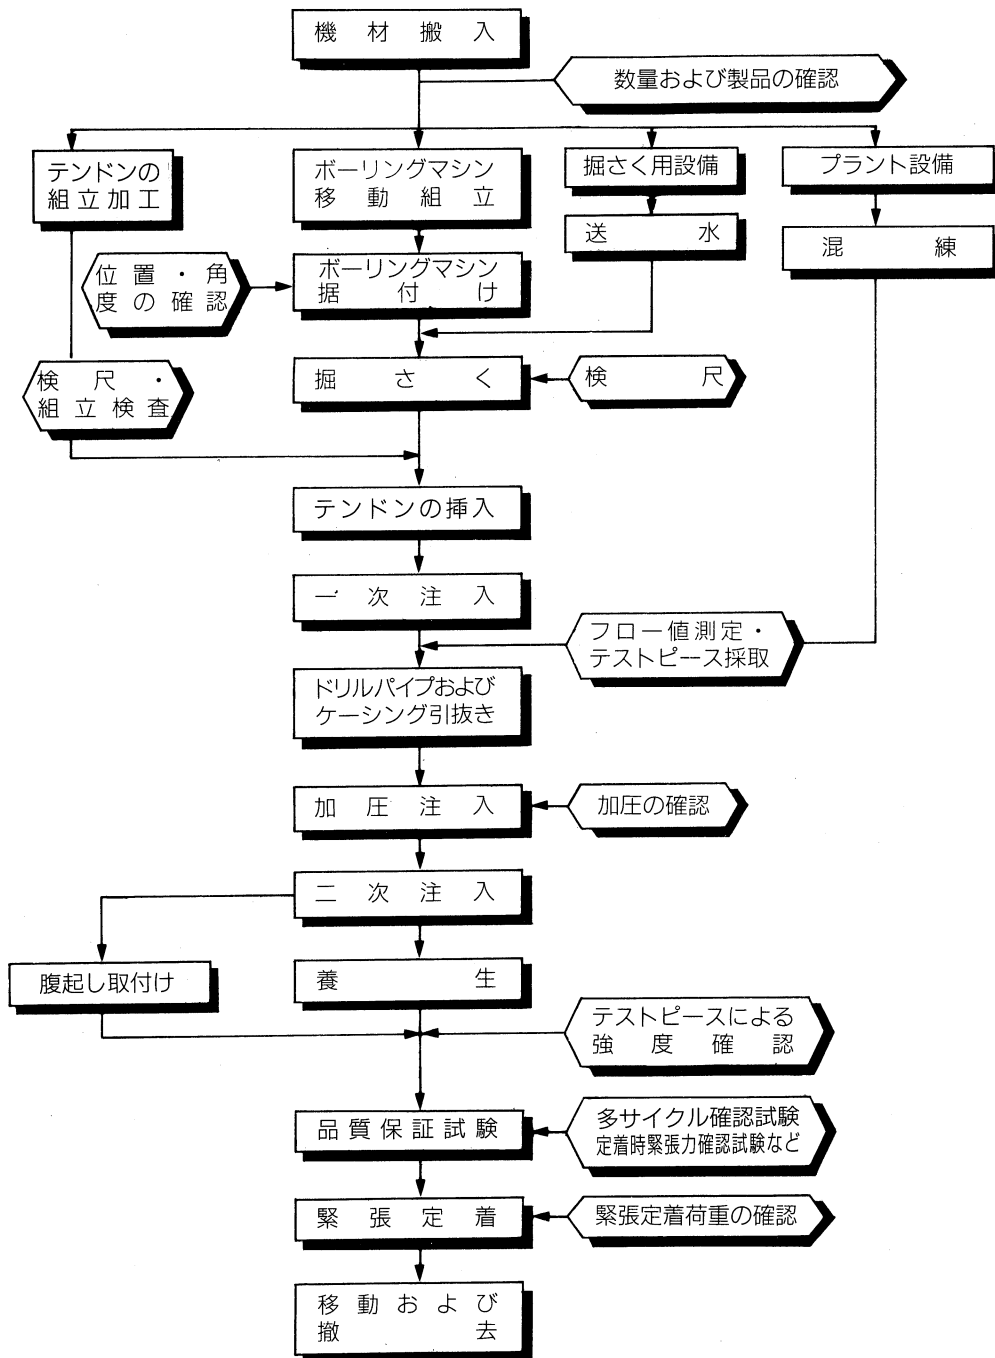 機材搬入
数量および製品の確認
テンドンの
組立加工
ボーリングマシン
移動組立
掘さく用設備
プラント設備
送水
混練
位置・角
度の確認
ボーリングマシン
据付け
掘さく
検尺
検尺・
組立検査
テンドンの挿入
一次注入
フロー値測定・
テストピース採取
ドリルパイプおよび
ケーシング引抜き
加圧注入
加圧の確認
二次注入
腹起し取付け
養生
テストピースによる
強度確認
品質保証試験
多サイクル確認試験
定着時緊張力確認試験など
緊張定着
緊張定着荷重の確認
移動および
撤去